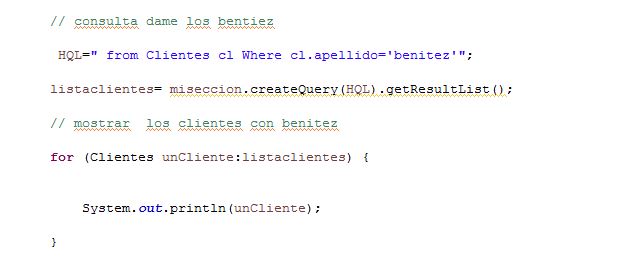 // consulta dame los bentiez
HQL=" from Clientes cl Where cl.apellido='benitez'";
listaclientes= miseccion.createQuery(HQL).getResultList();
// mostrar  los clientes con benitez
for (Clientes unCliente:listaclientes) {
System.out.println(unCliente);
}